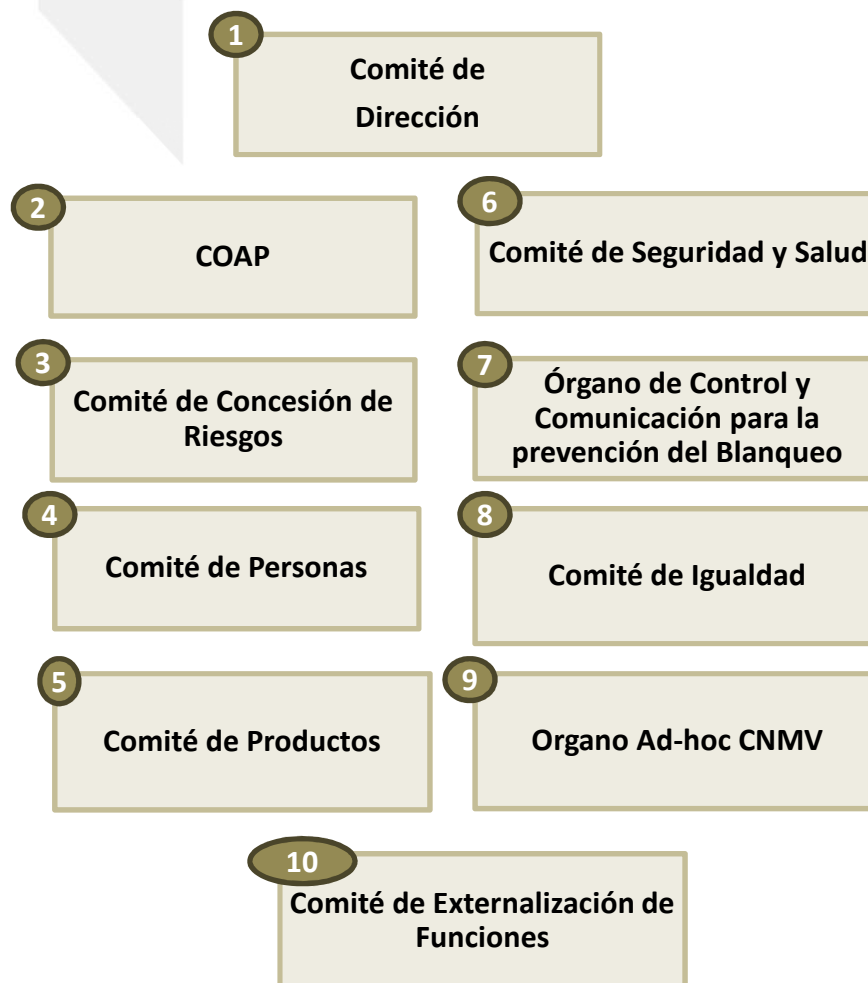 1
Comité de
Dirección
2
COAP
3
Comité de Concesión de
Riesgos
4
Comité de Personas
5
Comité de Productos
6
Comité de Seguridad y Salud
7
Órgano de Control y
Comunicación para la
prevención del Blanqueo
8
Comité de Igualdad
9
Organo Ad-hoc CNMV
10
Comité de Externalización de
Funciones